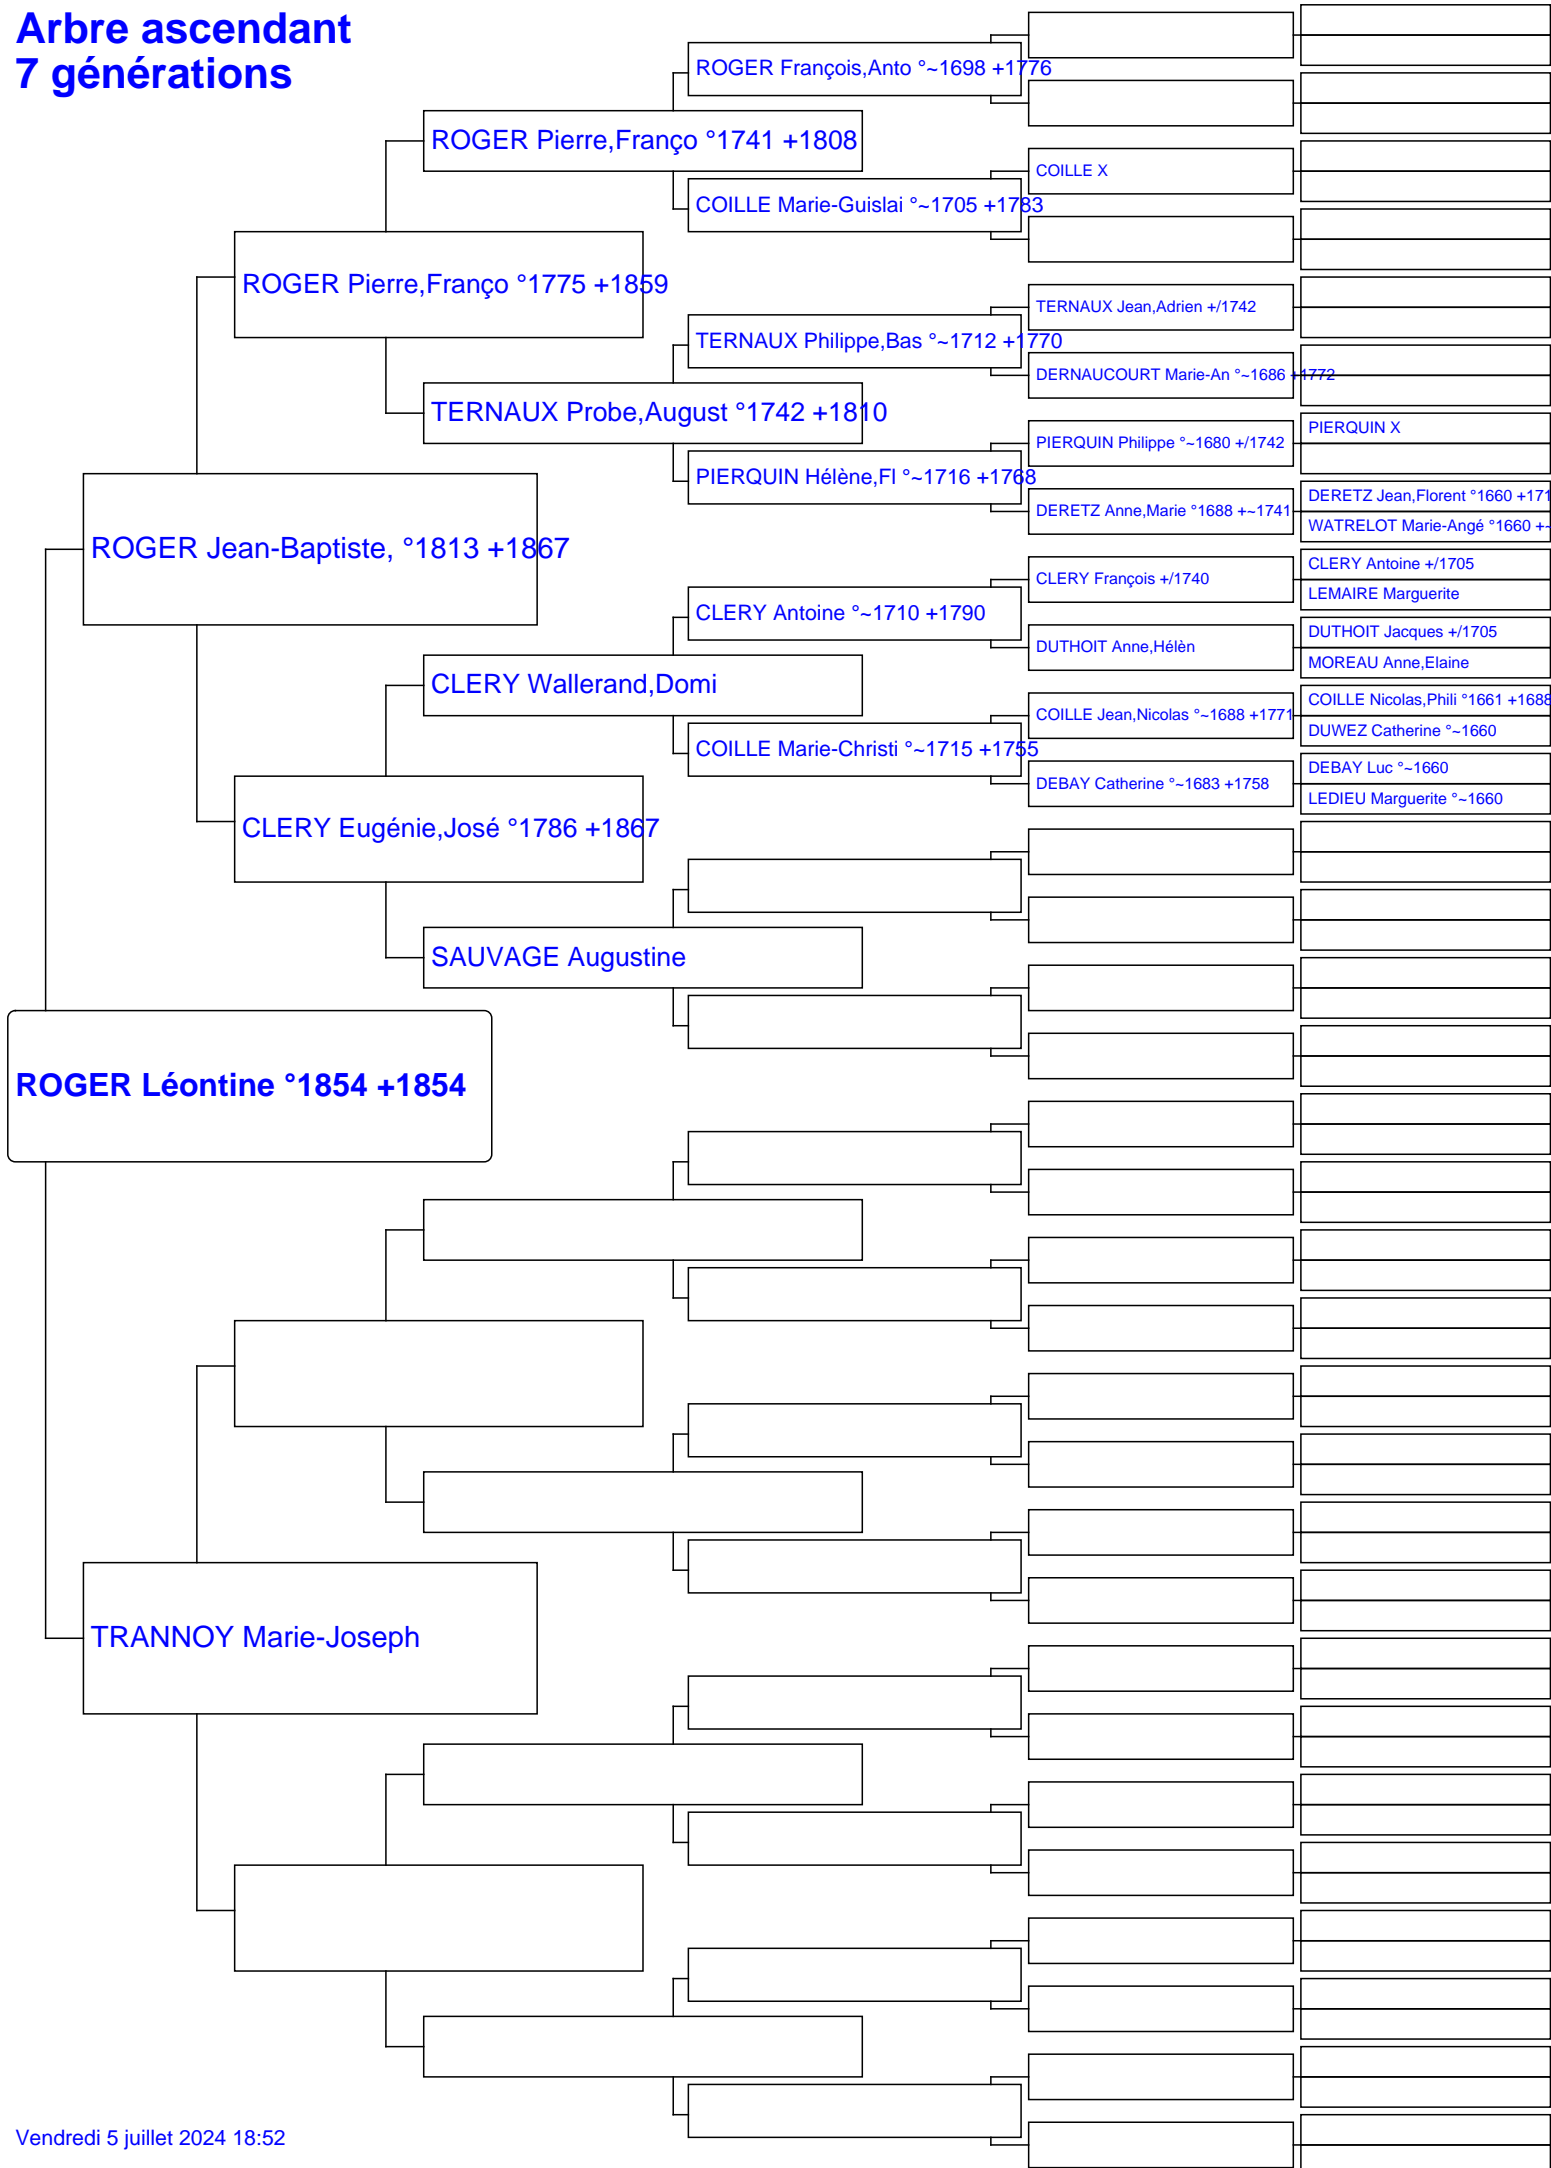 Arbre ascendant
7 générations
ROGER François,Anto °~1698 +1776
ROGER Pierre,Franço °1741 +1808
COILLE X
COILLE Marie-Guislai °~1705 +1783
ROGER Pierre,Franço °1775 +1859
TERNAUX Jean,Adrien +/1742
TERNAUX Philippe,Bas °~1712 +1770
DERNAUCOURT Marie-An °~1686 +1772
TERNAUX Probe,August °1742 +1810
PIERQUIN X
PIERQUIN Philippe °~1680 +/1742
PIERQUIN Hélène,Fl °~1716 +1768
DERETZ Jean,Florent °1660 +171
DERETZ Anne,Marie °1688 +~1741
WATRELOT Marie-Angé °1660 +~
ROGER Jean-Baptiste, °1813 +1867
CLERY Antoine +/1705
CLERY François +/1740
LEMAIRE Marguerite
CLERY Antoine °~1710 +1790
DUTHOIT Jacques +/1705
DUTHOIT Anne,Hélèn
MOREAU Anne,Elaine
CLERY Wallerand,Domi
COILLE Nicolas,Phili °1661 +1688
COILLE Jean,Nicolas °~1688 +1771
DUWEZ Catherine °~1660
COILLE Marie-Christi °~1715 +1755
DEBAY Luc °~1660
DEBAY Catherine °~1683 +1758
LEDIEU Marguerite °~1660
CLERY Eugénie,José °1786 +1867
SAUVAGE Augustine
ROGER Léontine °1854 +1854
TRANNOY Marie-Joseph
Vendredi 5 juillet 2024 18:52